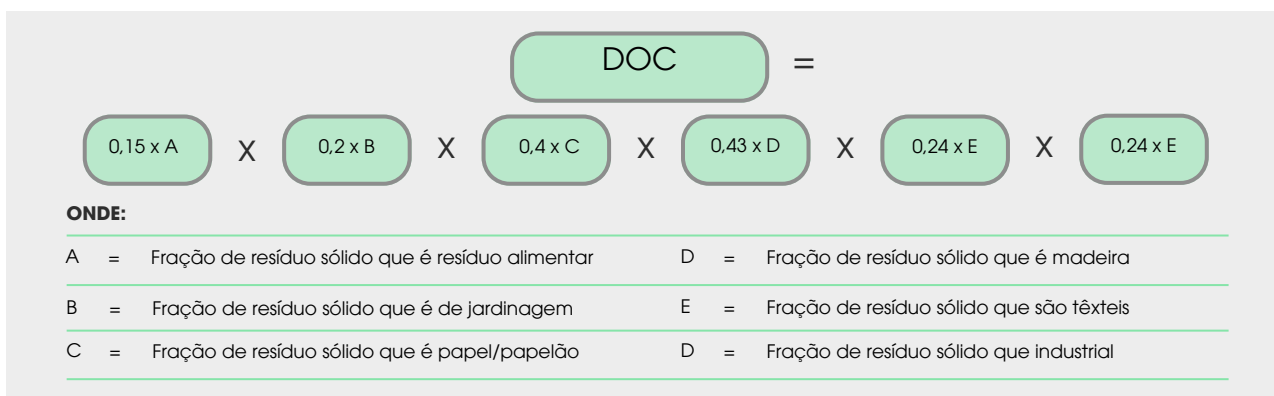 DOC =
0,15 x A X 0,2 x B X 0,4 x C X 0,43 x D X 0,24 x E X 0,24 x E
ONDE:
A = Fração de resíduo sólido que é resíduo alimentar
D = Fração de resíduo sólido que é madeira
B = Fração de resíduo sólido que é de jardinagem
E = Fração de resíduo sólido que são têxteis
C = Fração de resíduo sólido que é papel/papelão
D = Fração de resíduo sólido que industrial